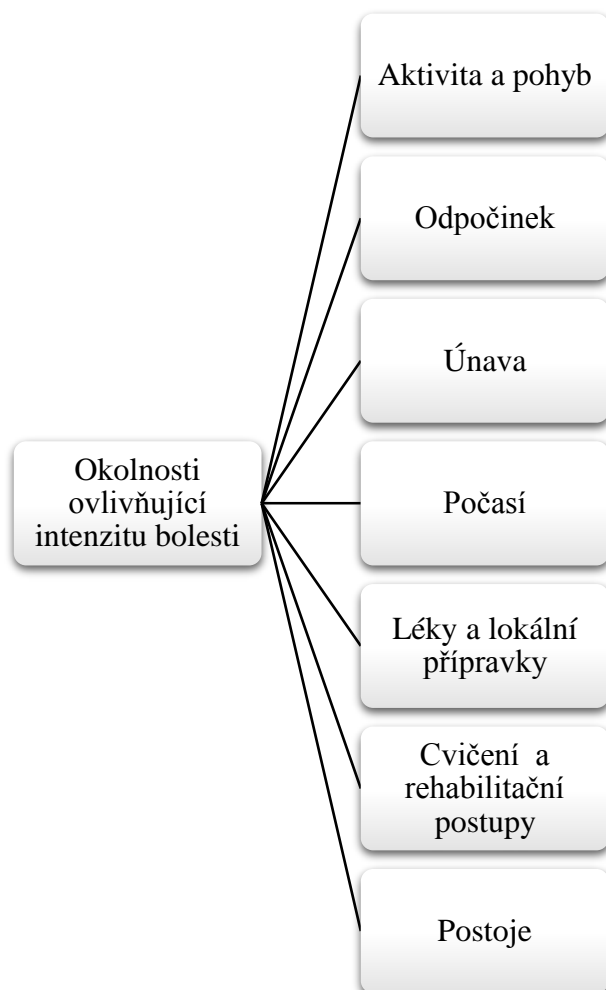 Aktivita a pohyb
Odpočinek
Únava
Okolnosti
ovlivňující
intenzitu bolesti
Počasí
Léky a lokální
přípravky
Cvičení  a
rehabilitační
postupy
Postoje